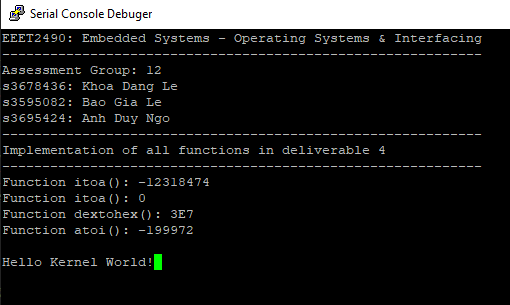 Serial Console Debuger
EEET2490: Embedded Systems - Operating Systems & Interfacing
------------------------------------------------------------
Assessment Group: 12
s3678436: Khoa Dang Le
s3595082: Bao Gia Le
s3695424: Anh Duy Ngo
------------------------------------------------------------
Implementation of all functions in deliverable 4
------------------------------------------------------------
Function itoa(): -12318474
Function itoa(): 0
Function dextohex(): 3E7
Function atoi(): -199972
Hello Kernel World!